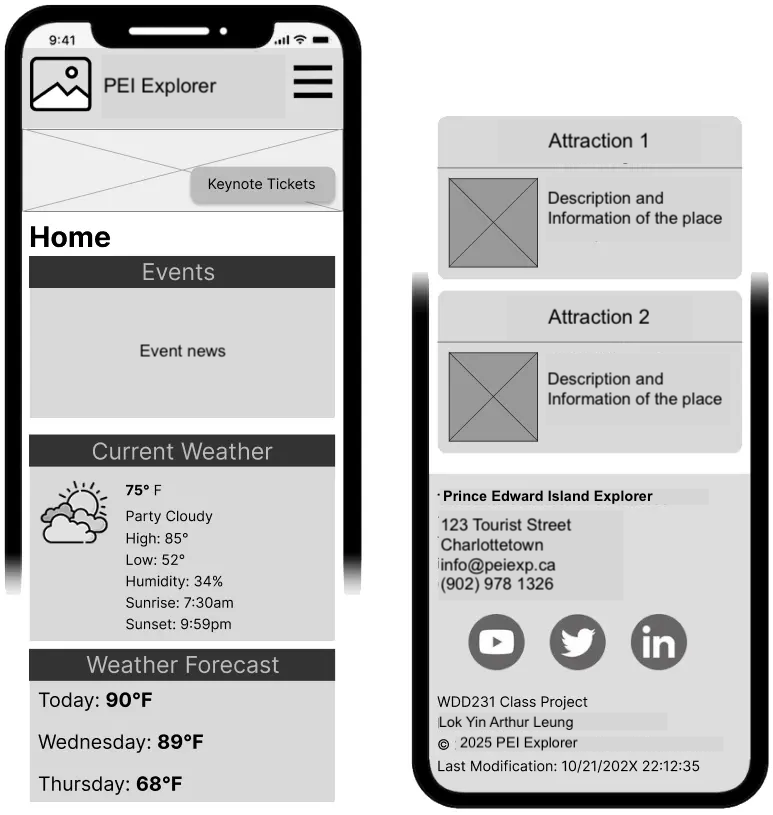 9:41
PEI Explorer
Keynote Tickets
Home
Events
Event news
Current Weather
75° F
Party Cloudy
High: 85°
Low: 52°
Humidity: 34%
Sunrise: 7:30am
Sunset: 9:59pm
Weather Forecast
Today: 90°F
Wednesday: 89°F
Thursday: 68°F
Attraction 1
Description and
Information of the place
Attraction 2
Description and
Information of the place
Prince Edward Island Explorer
123 Tourist Street
Charlottetown
info@peiexp.ca
(902) 978 1326
in
WDD231 Class Project
Lok Yin Arthur Leung
© 2025 PEI Explorer
Last Modification: 10/21/202X 22:12:35